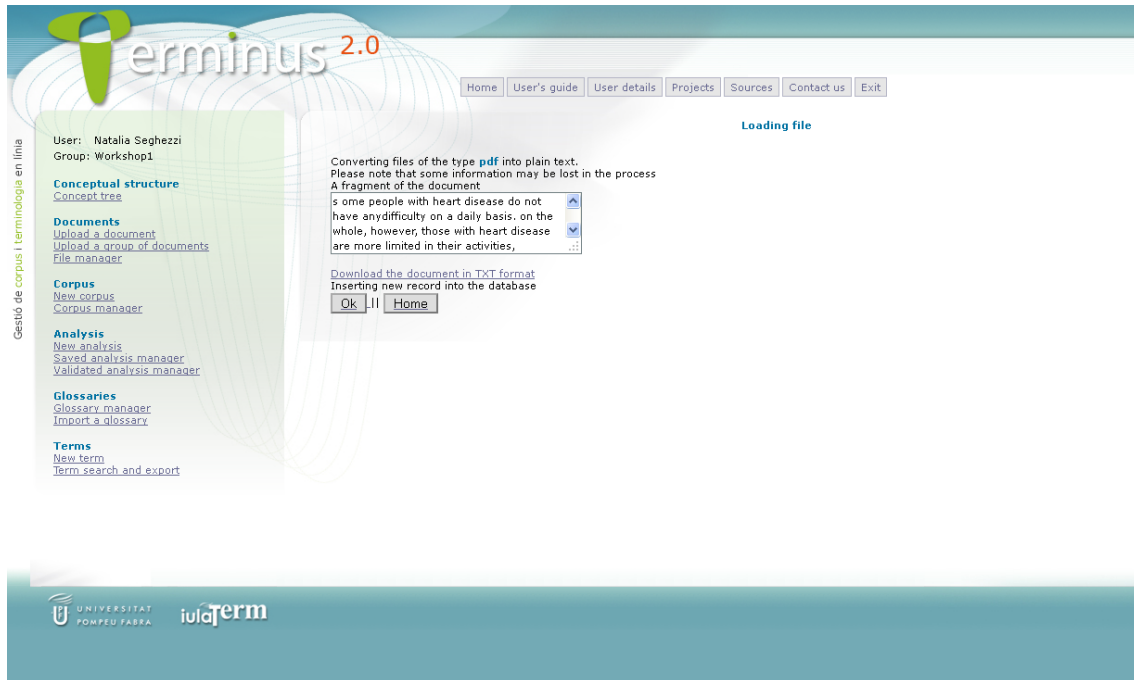 Terminus 2.0
Home User's guide User details Projects Sources Contact us Exit
Gestió de corpus i terminologia en línia
User: Natalia Seghezzi
Group: Workshop1
Conceptual structure
Concept tree
Documents
Upload a document
Upload a group of documents
File manager
Corpus
New corpus
Corpus manager
Analysis
New analysis
Saved analysis manager
Validated analysis manager
Glossaries
Glossary manager
Import a glossary
Terms
New term
Term search and export
Loading file
Converting files of the type pdf into plain text.
Please note that some information may be lost in the process
A fragment of the document
s ome people with heart disease do not
have anydifficulty on a daily basis. on the
whole, however, those with heart disease
are more limited in their activities,
Download the document in TXT format
Inserting new record into the database
Ok || Home
UNIVERSITAT
POMPEU FABRA
iulaTerm